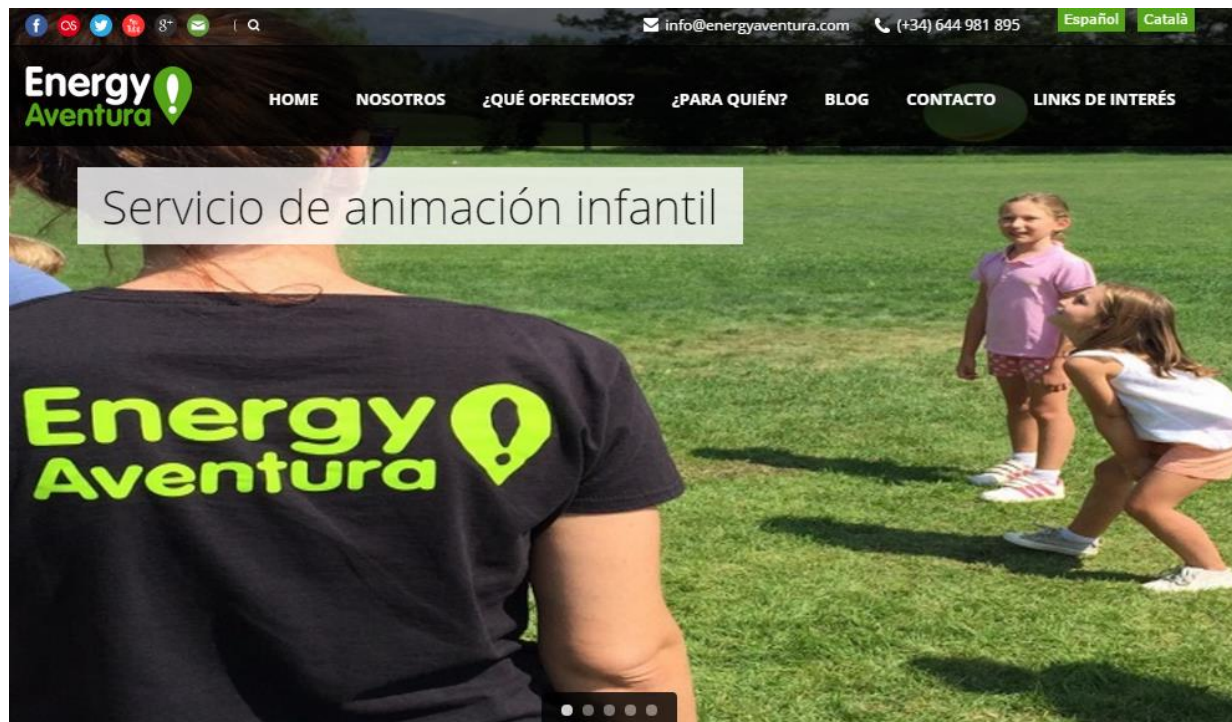 info@energyaventura.com (+34) 644 981 895 Español Català
Energy
Aventura
HOME NOSOTROS ¿QUÉ OFRECEMOS? ¿PARA QUIÉN? BLOG CONTACTO LINKS DE INTERÉS
Servicio de animación infantil
Energy
Aventura